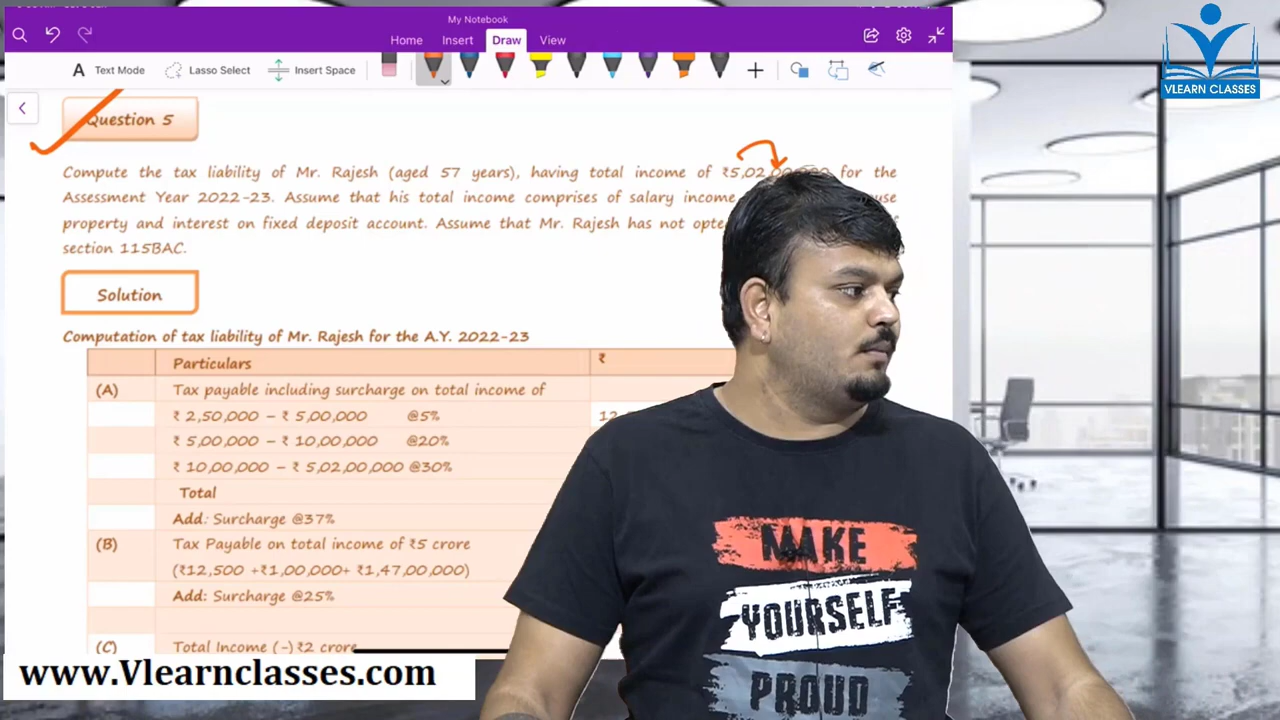 My Notebook
Home Insert Draw View
Text Mode Lasso Select Insert Space
VLEARN CLASSES
Question 5
Compute the tax liability of Mr. Rajesh (aged 57 years), having total income of ₹5,02,00,000 for the
Assessment Year 2022-23. Assume that his total income comprises of salary income
property and interest on fixed deposit account. Assume that Mr. Rajesh has not
section 115BAC.
Solution
Computation of tax liability of Mr. Rajesh for the A.Y. 2022-23
Particulars ₹
(A) Tax payable including surcharge on total income of
₹ 2,50,000 – ₹ 5,00,000 @5%
₹ 5,00,000 – ₹ 10,00,000 @20%
₹ 10,00,000 – ₹ 5,02,00,000 @30%
Total
Add: Surcharge @37%
(B) Tax Payable on total income of ₹5 crore
(₹12,500 +₹1,00,000+ ₹1,47,00,000)
Add: Surcharge @25%
(C) Total Income (-) ₹2 crore
www.Vlearnclasses.com
MAKE
YOURSELF
PROUD